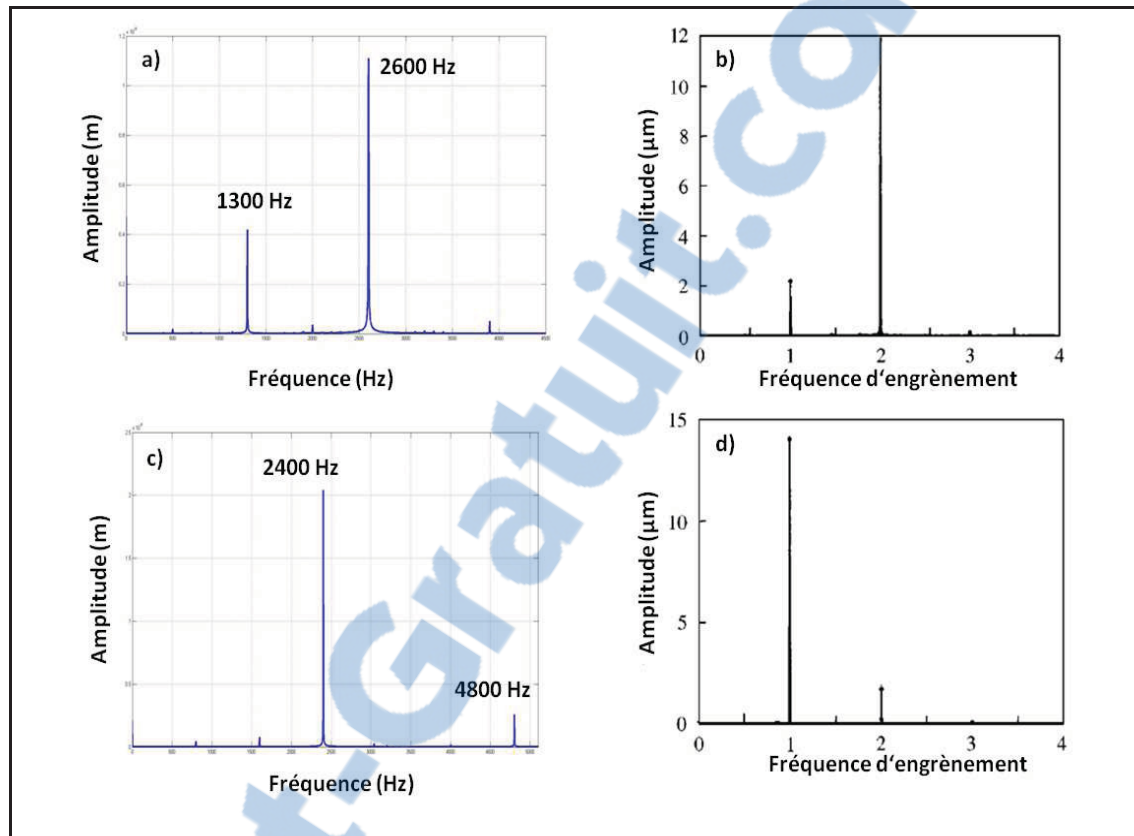 a)
2600 Hz
1300 Hz
Amplitude (m)
Fréquence (Hz)
b)
12
10
8
6
4
2
0
Amplitude (µm)
0 1 2 3 4
Fréquence d‘engrènement
c)
2400 Hz
4800 Hz
Amplitude (m)
Fréquence (Hz)
d)
15
10
5
0
Amplitude (µm)
0 1 2 3 4
Fréquence d‘engrènement
t-Gratuit.co